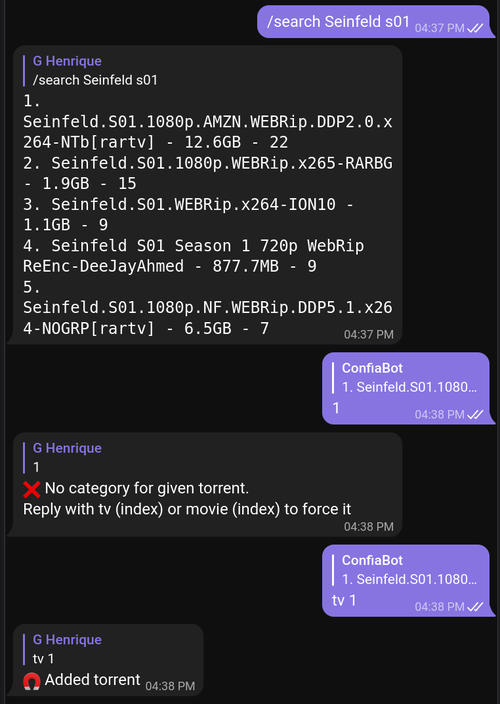 /search Seinfeld s01 04:37 PM
G Henrique
/search Seinfeld s01
1.
Seinfeld.S01.1080p.AMZN.WEBRip.DDP2.0.x
264-NTb[rartv] - 12.6GB - 22
2. Seinfeld.S01.1080p.WEBRip.x265-RARBG
- 1.9GB - 15
3. Seinfeld.S01.WEBRip.x264-ION10 -
1.1GB - 9
4. Seinfeld S01 Season 1 720p WebRip
ReEnc-DeeJayAhmed - 877.7MB - 9
5.
Seinfeld.S01.1080p.NF.WEBRip.DDP5.1.x26
4-NOGRP[rartv] - 6.5GB - 7
04:37 PM
ConfiaBot
1. Seinfeld.S01.1080...
1 04:38 PM
G Henrique
1
❌ No category for given torrent.
Reply with tv (index) or movie (index) to force it
04:38 PM
ConfiaBot
1. Seinfeld.S01.1080...
tv 1 04:38 PM
G Henrique
tv 1
🧲 Added torrent 04:38 PM